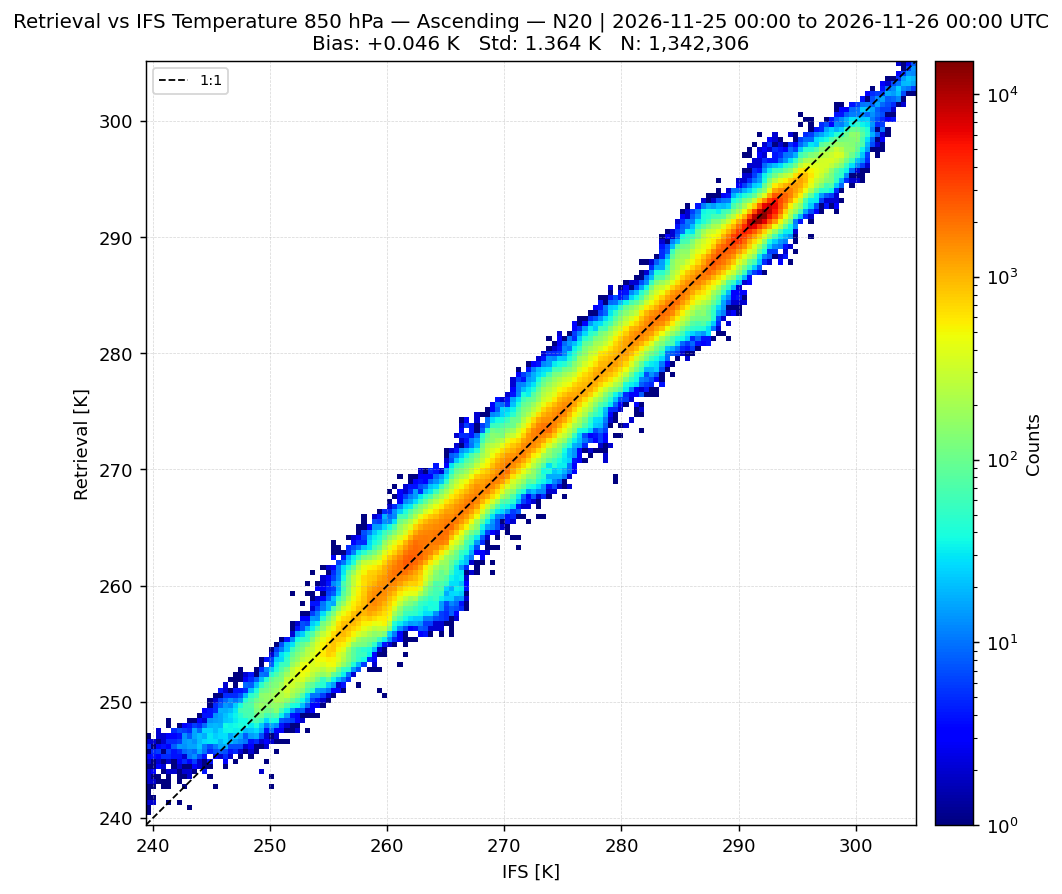 Retrieval vs IFS Temperature 850 hPa — Ascending — N20 | 2026-11-25 00:00 to 2026-11-26 00:00 UTC
Bias: +0.046 K   Std: 1.364 K   N: 1,342,306
1:1
300
290
280
270
260
250
240
Retrieval [K]
240 250 260 270 280 290 300
IFS [K]
10⁴
10³
10²
10¹
10⁰
Counts